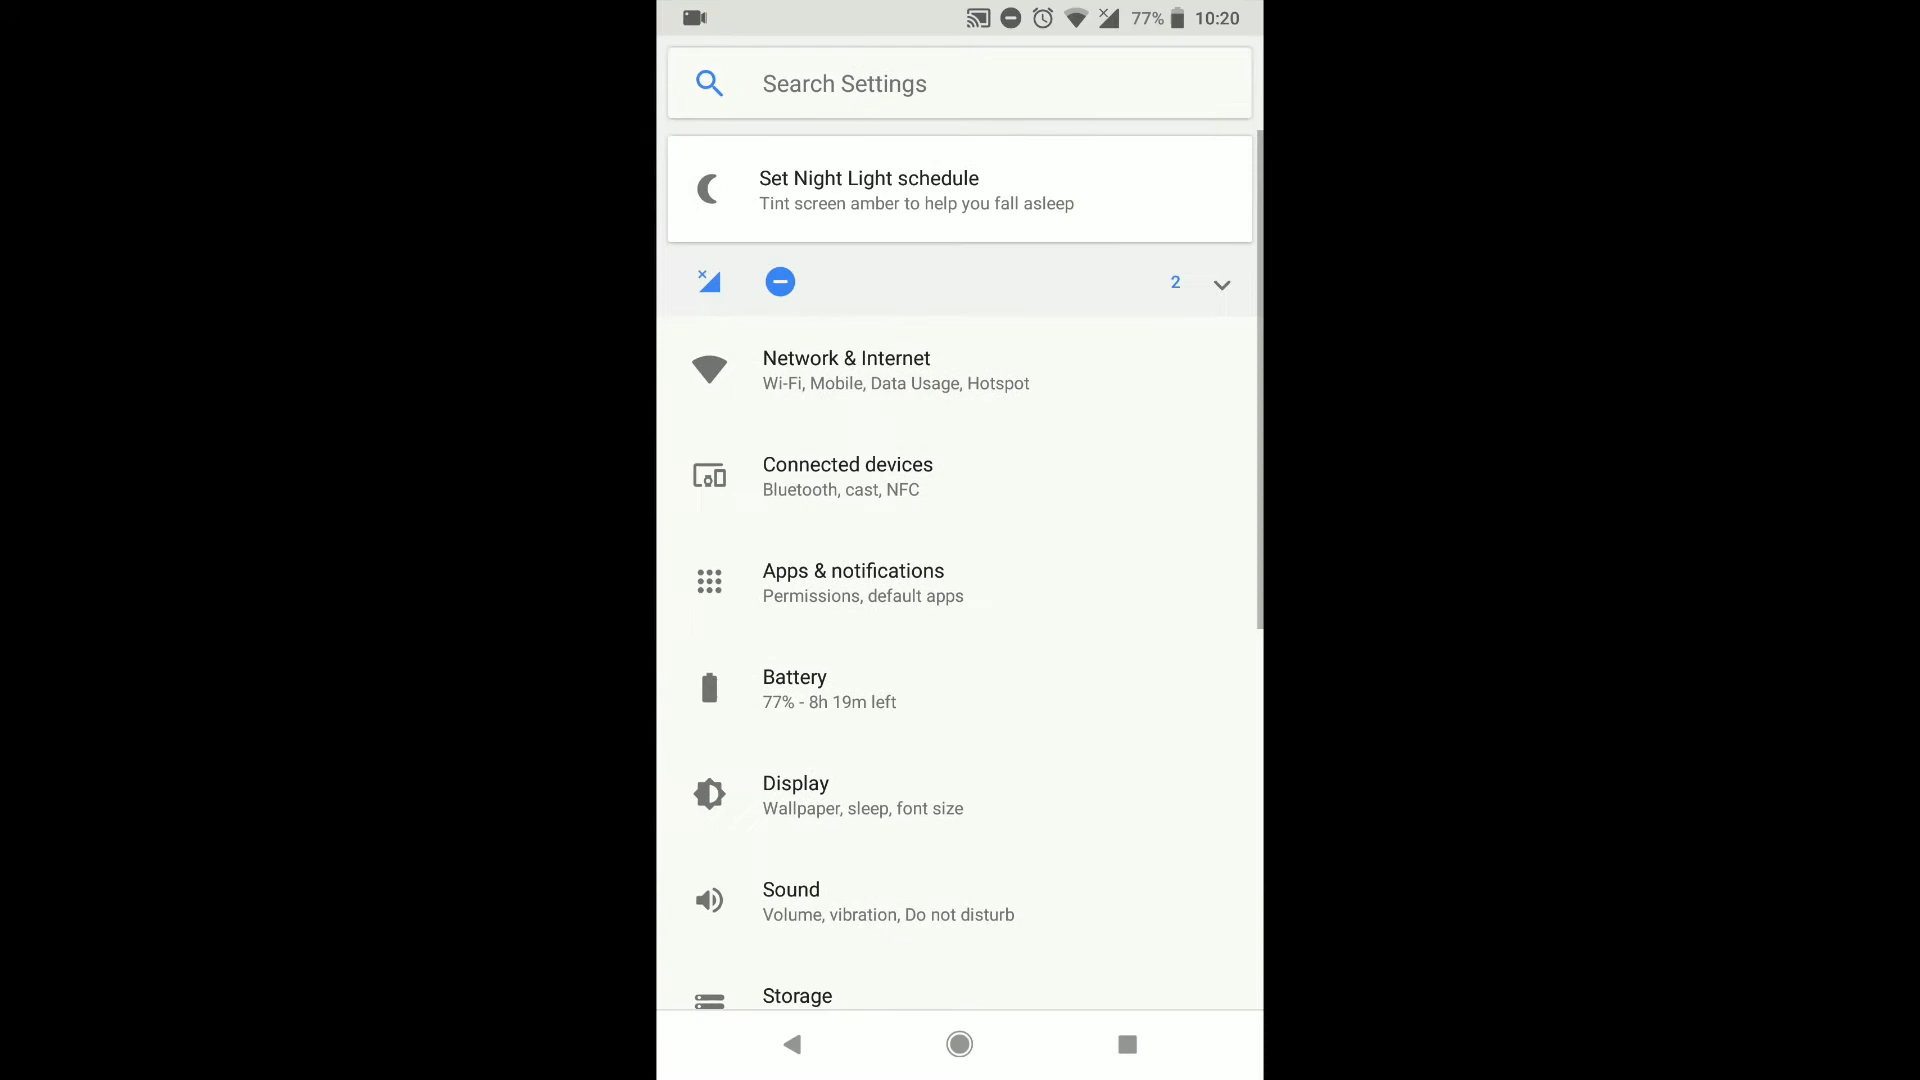 77% 10:20
Search Settings
Set Night Light schedule
Tint screen amber to help you fall asleep
2
Network & Internet
Wi-Fi, Mobile, Data Usage, Hotspot
Connected devices
Bluetooth, cast, NFC
Apps & notifications
Permissions, default apps
Battery
77% - 8h 19m left
Display
Wallpaper, sleep, font size
Sound
Volume, vibration, Do not disturb
Storage